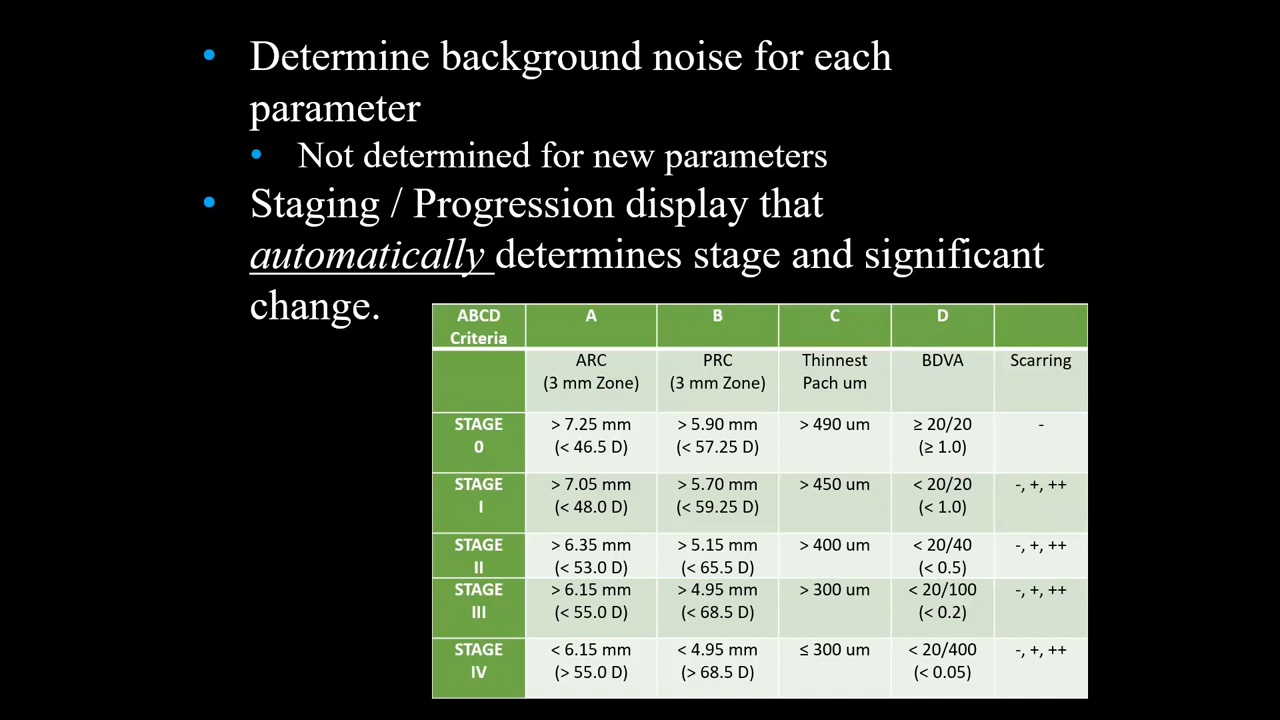 • Determine background noise for each
parameter
• Not determined for new parameters
• Staging / Progression display that
automatically determines stage and significant
change.
ABCD Criteria A B C D
ARC (3 mm Zone) PRC (3 mm Zone) Thinnest Pach um BDVA Scarring
STAGE 0 > 7.25 mm (< 46.5 D) > 5.90 mm (< 57.25 D) > 490 um ≥ 20/20 (≥ 1.0) -
STAGE I > 7.05 mm (< 48.0 D) > 5.70 mm (< 59.25 D) > 450 um < 20/20 (< 1.0) -, +, ++
STAGE II > 6.35 mm (< 53.0 D) > 5.15 mm (< 65.5 D) > 400 um < 20/40 (< 0.5) -, +, ++
STAGE III > 6.15 mm (< 55.0 D) > 4.95 mm (< 68.5 D) > 300 um < 20/100 (< 0.2) -, +, ++
STAGE IV < 6.15 mm (> 55.0 D) < 4.95 mm (> 68.5 D) ≤ 300 um < 20/400 (< 0.05) -, +, ++